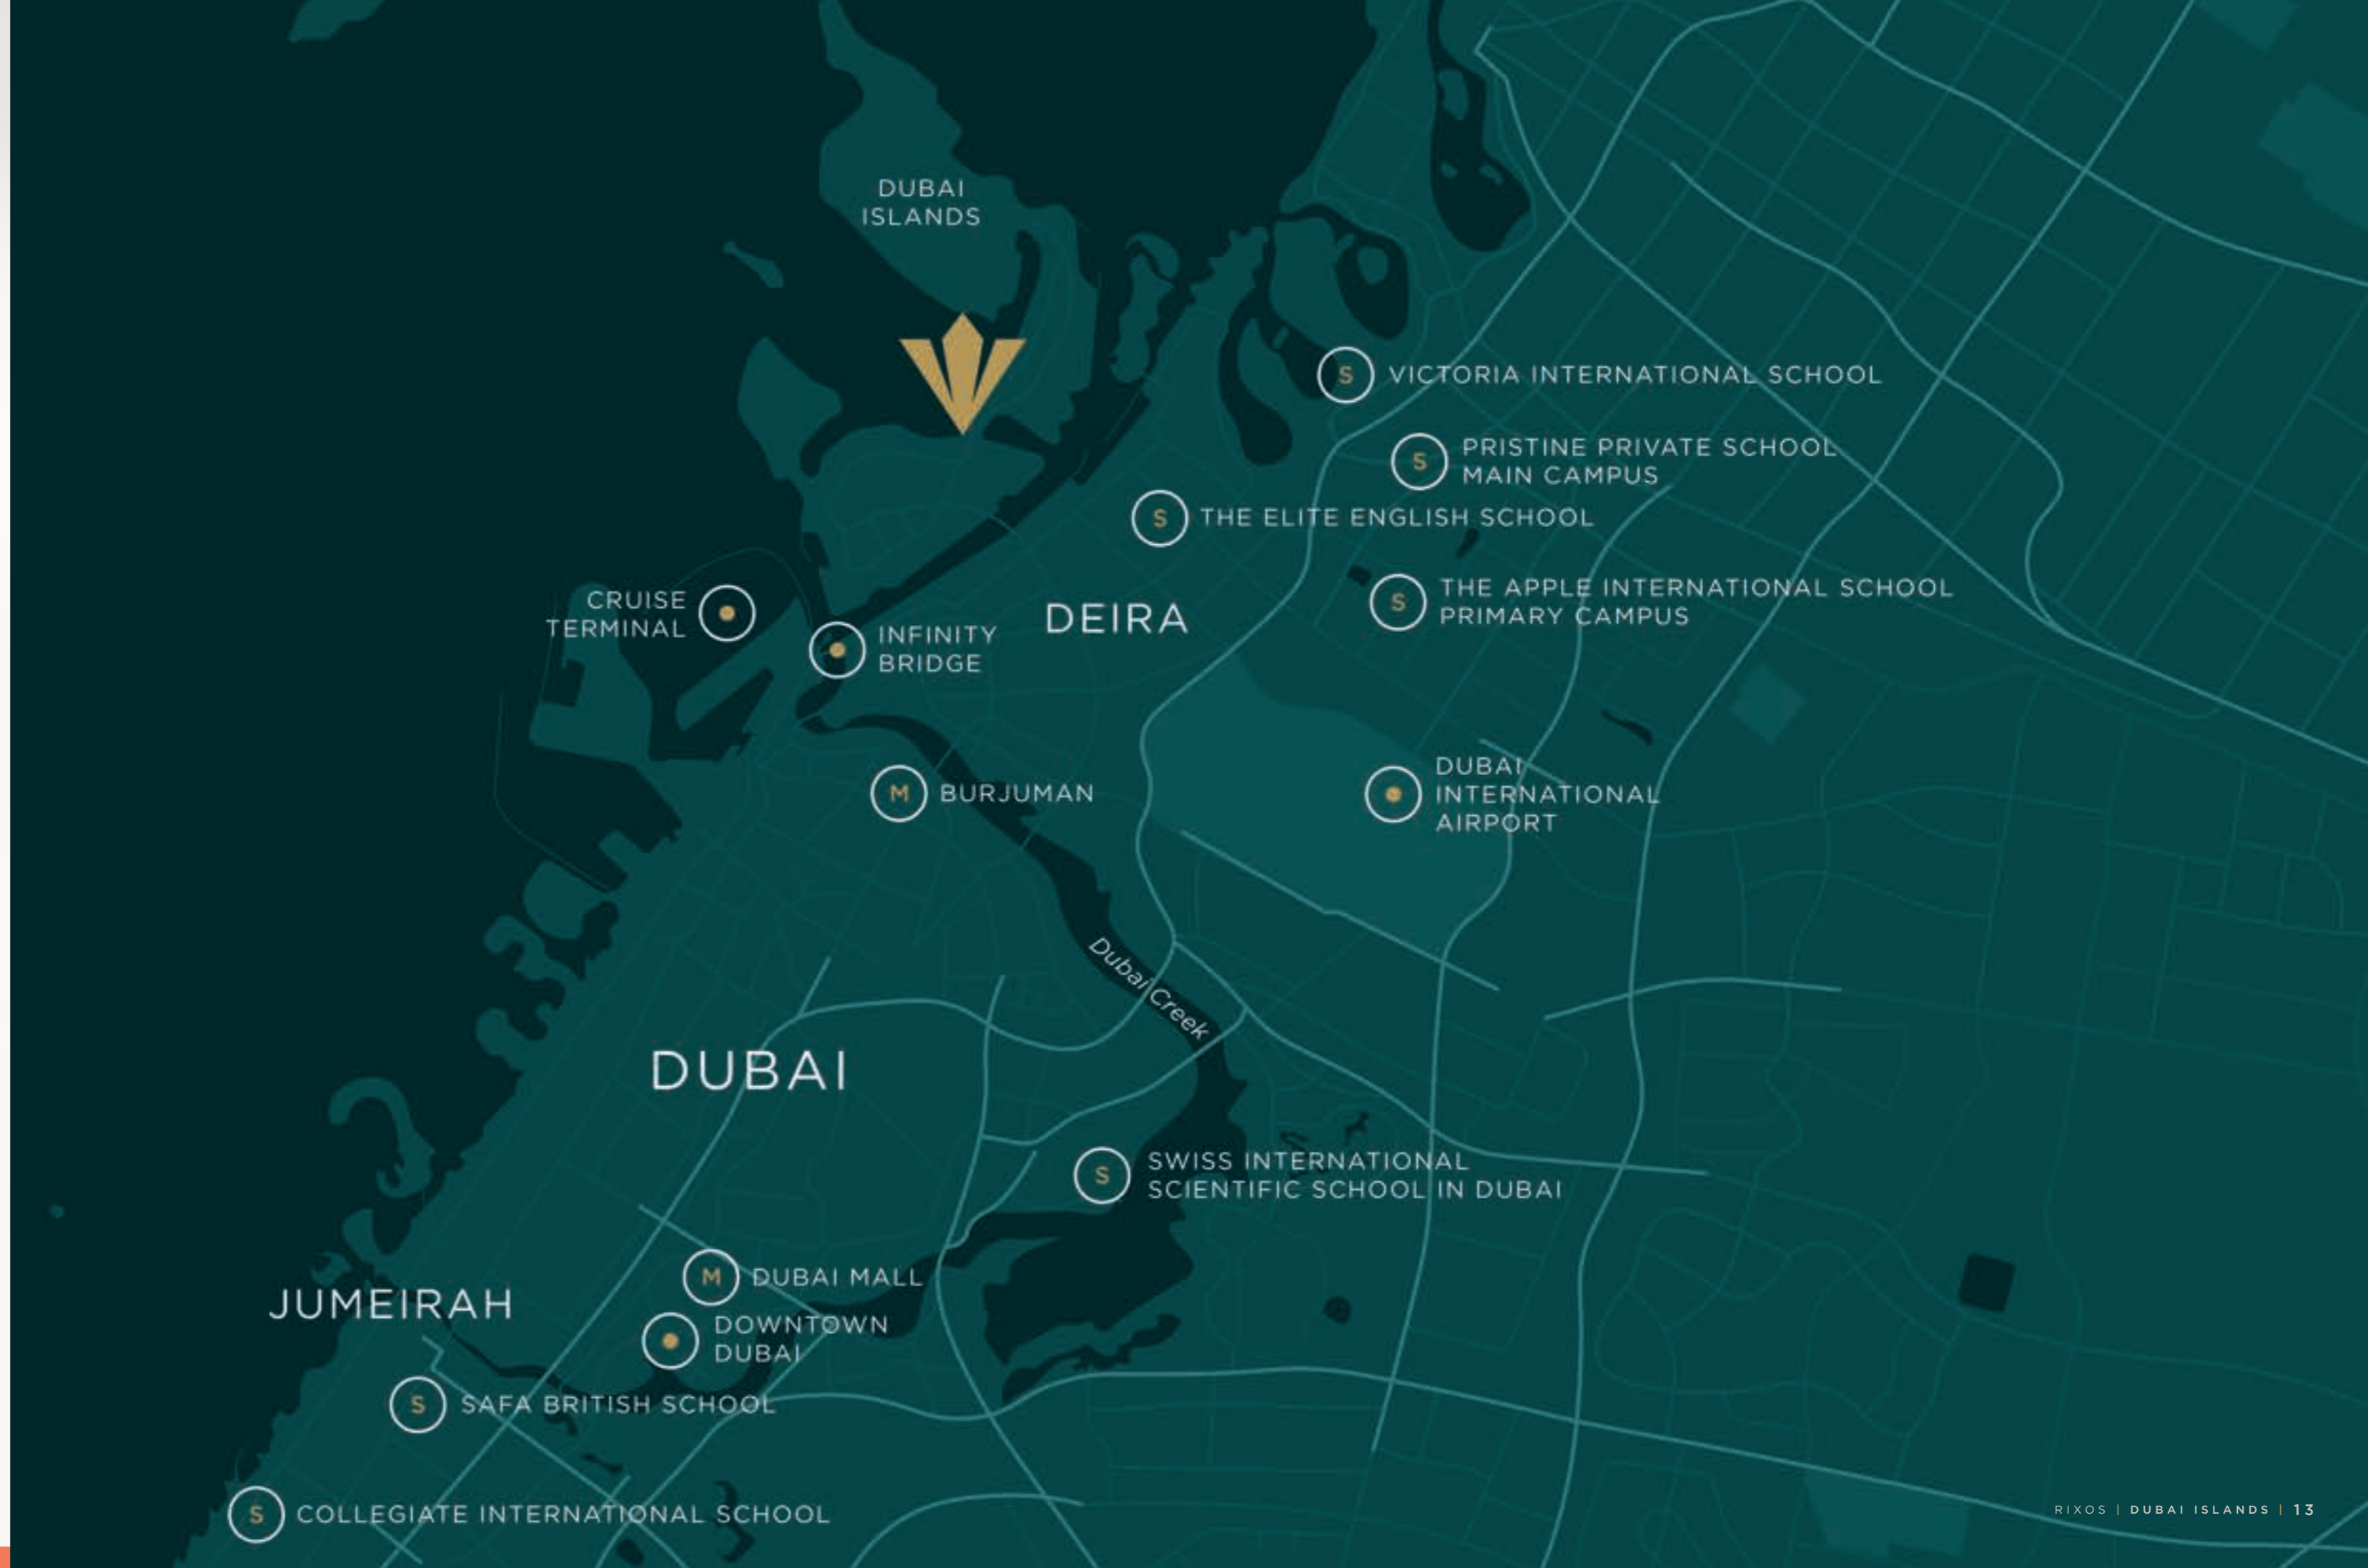 DUBAI
ISLANDS
S
VICTORIA INTERNATIONAL SCHOOL
S
PRISTINE PRIVATE SCHOOL
MAIN CAMPUS
S
THE ELITE ENGLISH SCHOOL
S
THE APPLE INTERNATIONAL SCHOOL
PRIMARY CAMPUS
CRUISE
TERMINAL
DEIRA
INFINITY
BRIDGE
M
BURJUMAN
DUBAI
INTERNATIONAL
AIRPORT
Dubai Creek
DUBAI
S
SWISS INTERNATIONAL
SCIENTIFIC SCHOOL IN DUBAI
M
DUBAI MALL
JUMEIRAH
DOWNTOWN
DUBAI
S
SAFA BRITISH SCHOOL
S
COLLEGIATE INTERNATIONAL SCHOOL
RIXOS | DUBAI ISLANDS | 13